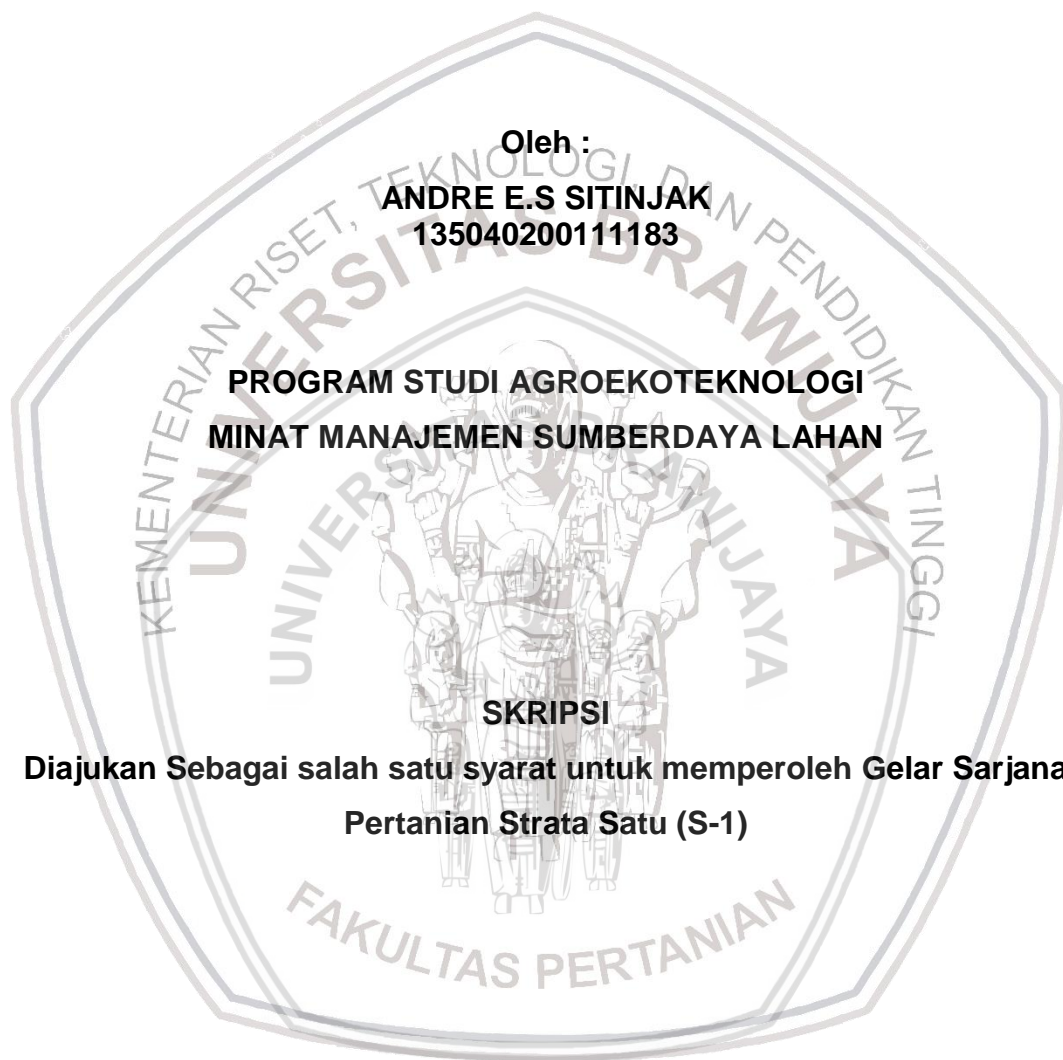 Oleh :
ANDRE E.S SITINJAK
135040200111183
PROGRAM STUDI AGROEKOTEKNOLOGI
MINAT MANAJEMEN SUMBERDAYA LAHAN
SKRIPSI
Diajukan Sebagai salah satu syarat untuk memperoleh Gelar Sarjana
Pertanian Strata Satu (S-1)
KEMENTERIAN RISET, TEKNOLOGI, DAN PENDIDIKAN TINGGI
UNIVERSITAS BRAWIJAYA
UNIVERSITAS BRAWIJAYA
FAKULTAS PERTANIAN